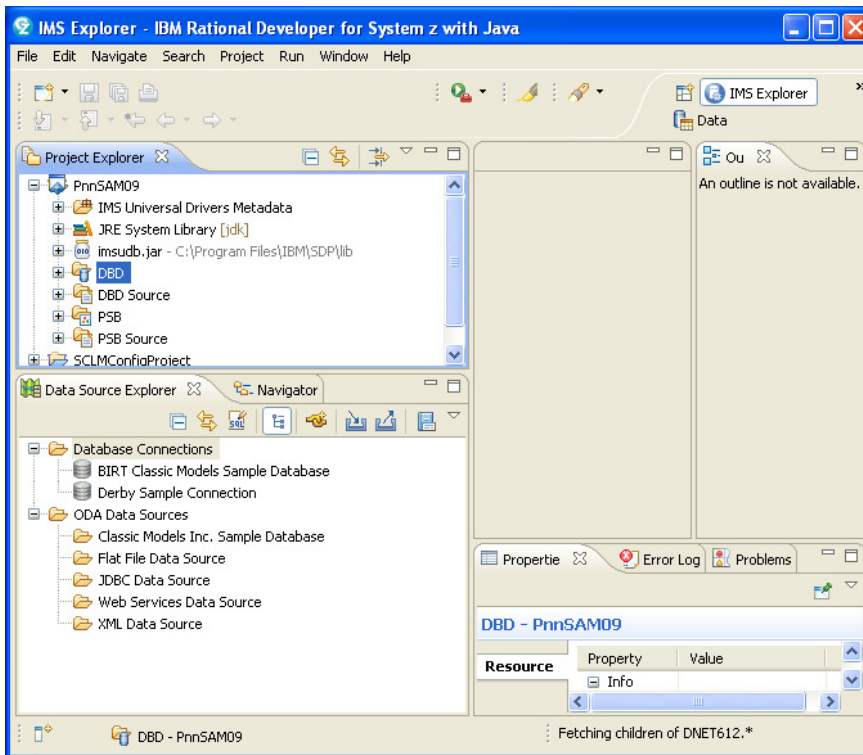 IMS Explorer - IBM Rational Developer for System z with Java
File Edit Navigate Search Project Run Window Help
IMS Explorer
Data
Project Explorer
PnnSAM09
IMS Universal Drivers Metadata
JRE System Library [jdk]
imsudb.jar - C:\Program Files\IBM\SDP\lib
DBD
DBD Source
PSB
PSB Source
SCLMConfigProject
Ou
An outline is not available.
Data Source Explorer Navigator
SQL
Database Connections
BIRT Classic Models Sample Database
Derby Sample Connection
ODA Data Sources
Classic Models Inc. Sample Database
Flat File Data Source
JDBC Data Source
Web Services Data Source
XML Data Source
Propertie Error Log Problems
DBD - PnnSAM09
Resource
Property Value
Info
DBD - PnnSAM09
Fetching children of DNET612.*